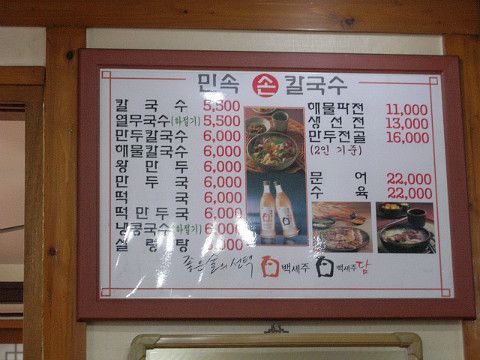 민속 손 칼국수
칼국수 5,500
열무국수(하절기) 5,500
만두칼국수 6,000
해물칼국수 6,000
왕만두 6,000
만두국 6,000
떡국 6,000
떡만두국 6,000
냉콩국수(하절기) 6,000
설렁탕
해물파전 11,000
생선전 13,000
만두전골 16,000
(2인 기준)
문어 22,000
수육 22,000
좋은 술의 선택 백세주 백세주담